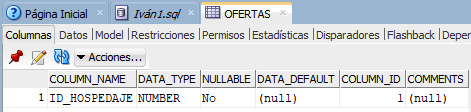 Página Inicial Iván1.sql OFERTAS
Columnas Datos Model Restricciones Permisos Estadísticas Disparadores Flashback Deper
Acciones...
COLUMN_NAME DATA_TYPE NULLABLE DATA_DEFAULT COLUMN_ID COMMENTS
1 ID_HOSPEDAJE NUMBER No (null) 1 (null)